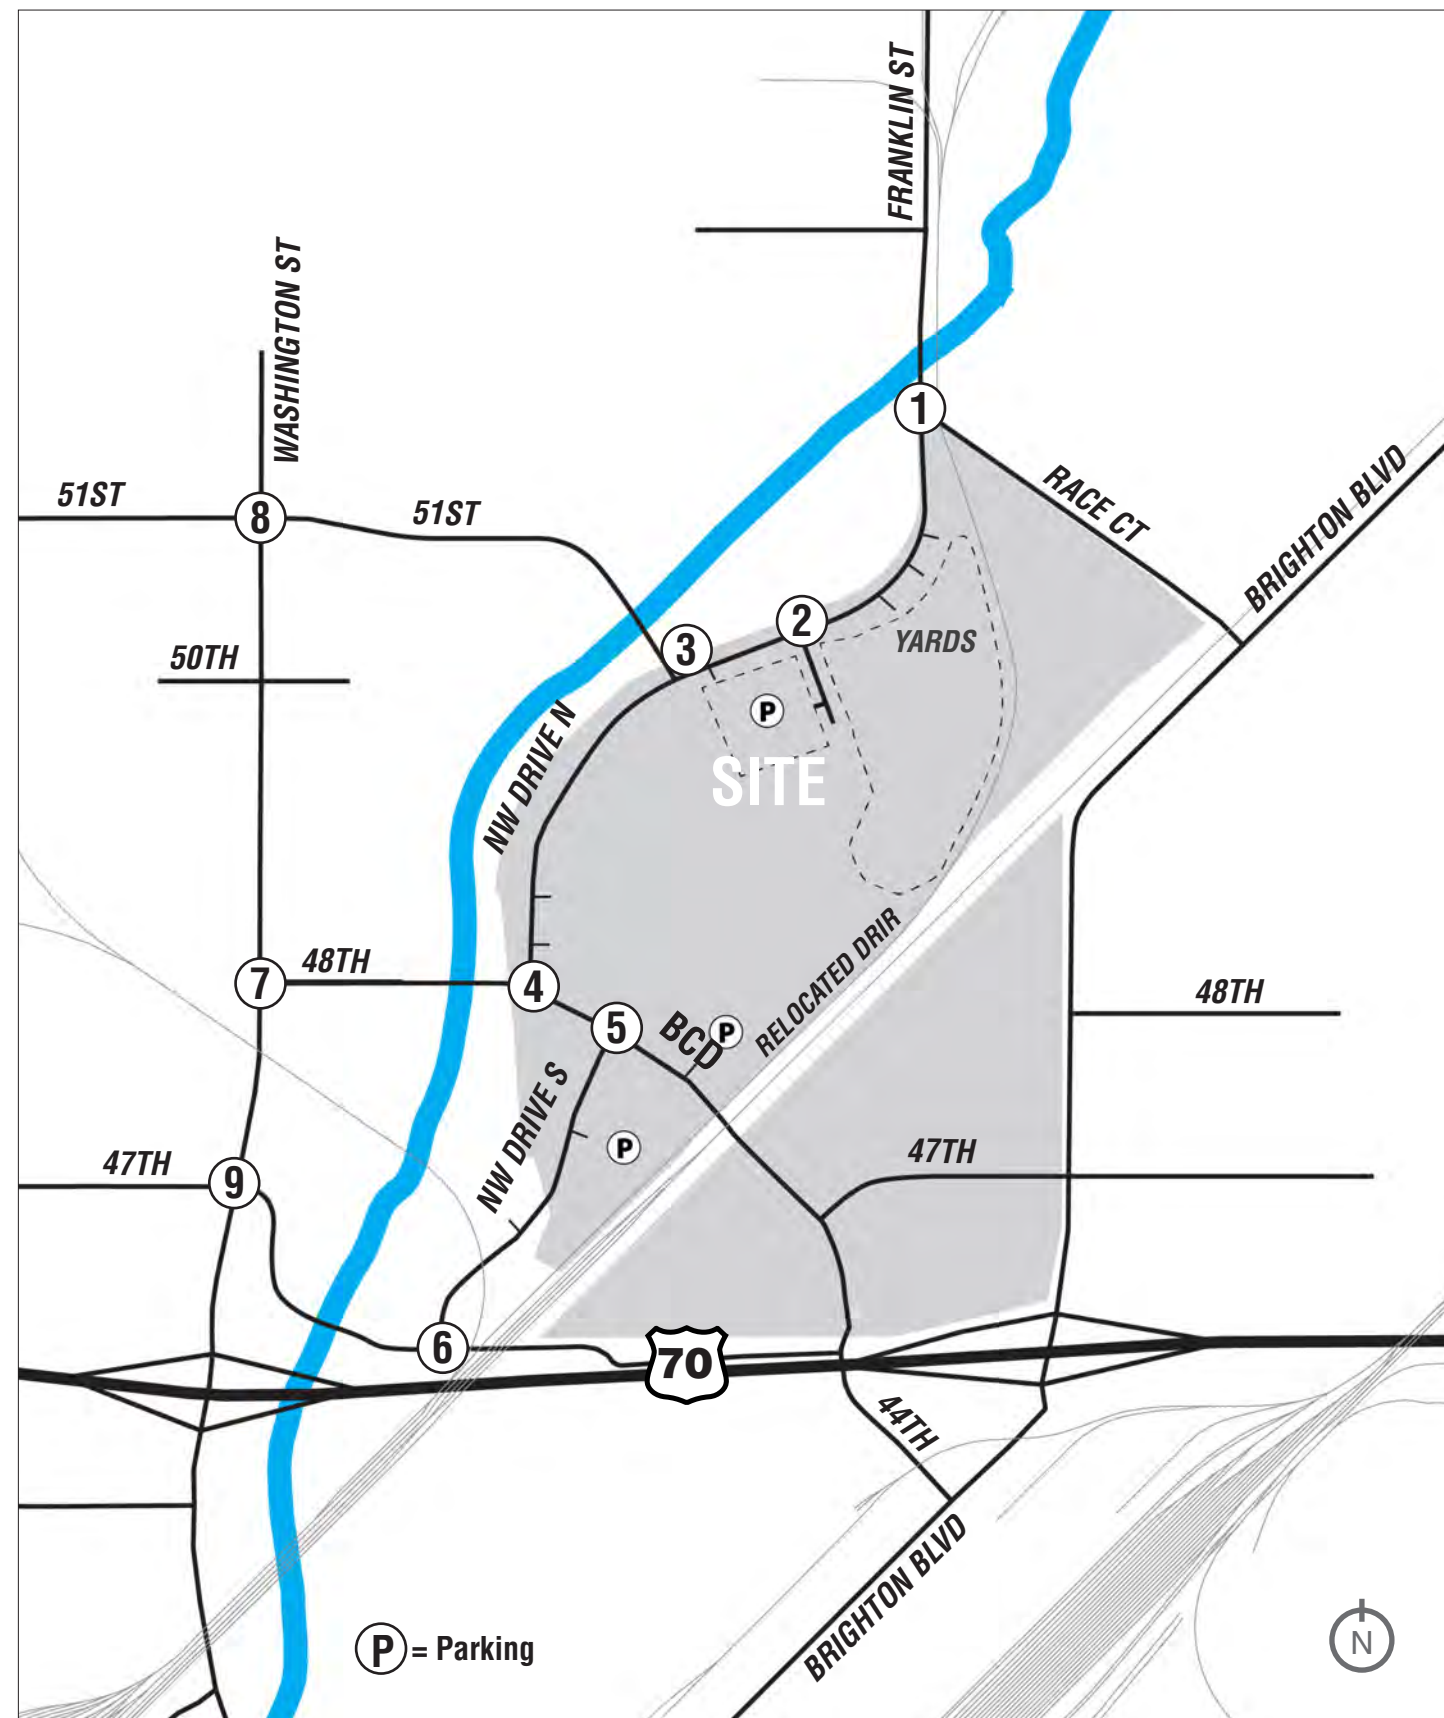 FRANKLIN ST
WASHINGTON ST
1
RACE CT
BRIGHTON BLVD
51ST
8
51ST
2
3
YARDS
50TH
P
NW DRIVE N
SITE
RELOCATED DRIR
7
48TH
4
48TH
5
BCD
P
NW DRIVE S
P
47TH
9
47TH
6
70
44TH
BRIGHTON BLVD
P = Parking
N